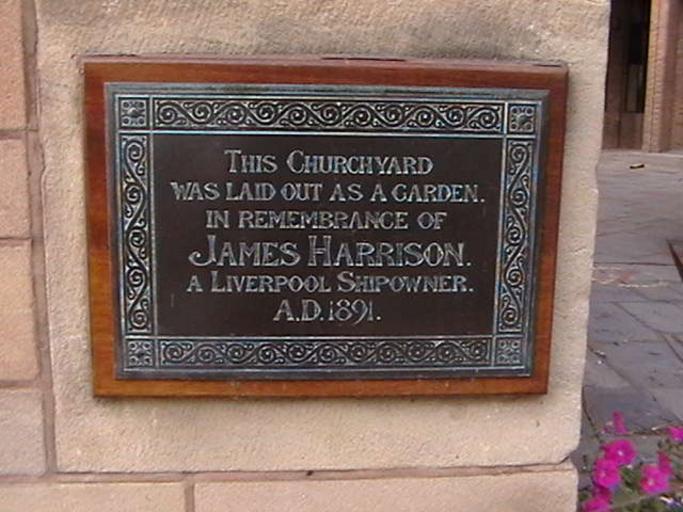 THIS CHURCHYARD
WAS LAID OUT AS A GARDEN.
IN REMEMBRANCE OF
JAMES HARRISON.
A LIVERPOOL SHIPOWNER.
A.D. 1891.